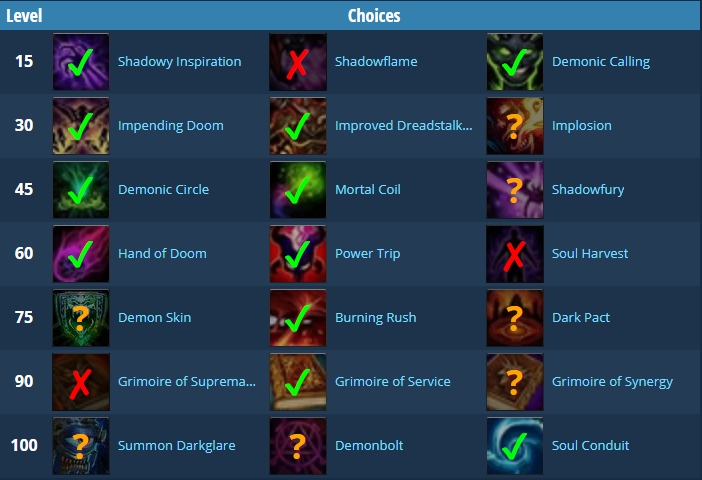 Level Choices
15 Shadowy Inspiration Shadowflame Demonic Calling
30 Impending Doom Improved Dreadstalk... Implosion
45 Demonic Circle Mortal Coil Shadowfury
60 Hand of Doom Power Trip Soul Harvest
75 Demon Skin Burning Rush Dark Pact
90 Grimoire of Suprema... Grimoire of Service Grimoire of Synergy
100 Summon Darkglare Demonbolt Soul Conduit